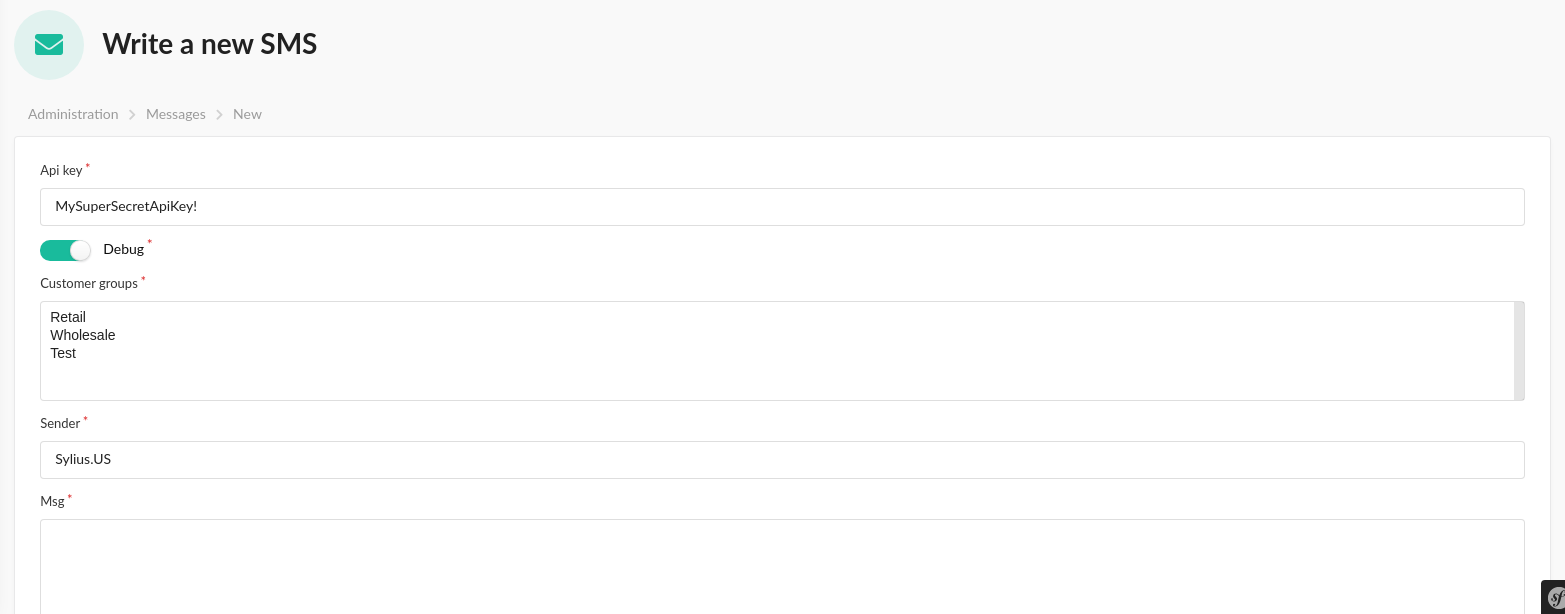 Write a new SMS
Administration > Messages > New
Api key *
MySuperSecretApiKey!
Debug *
Customer groups *
Retail
Wholesale
Test
Sender *
Sylius.US
Msg *
sf